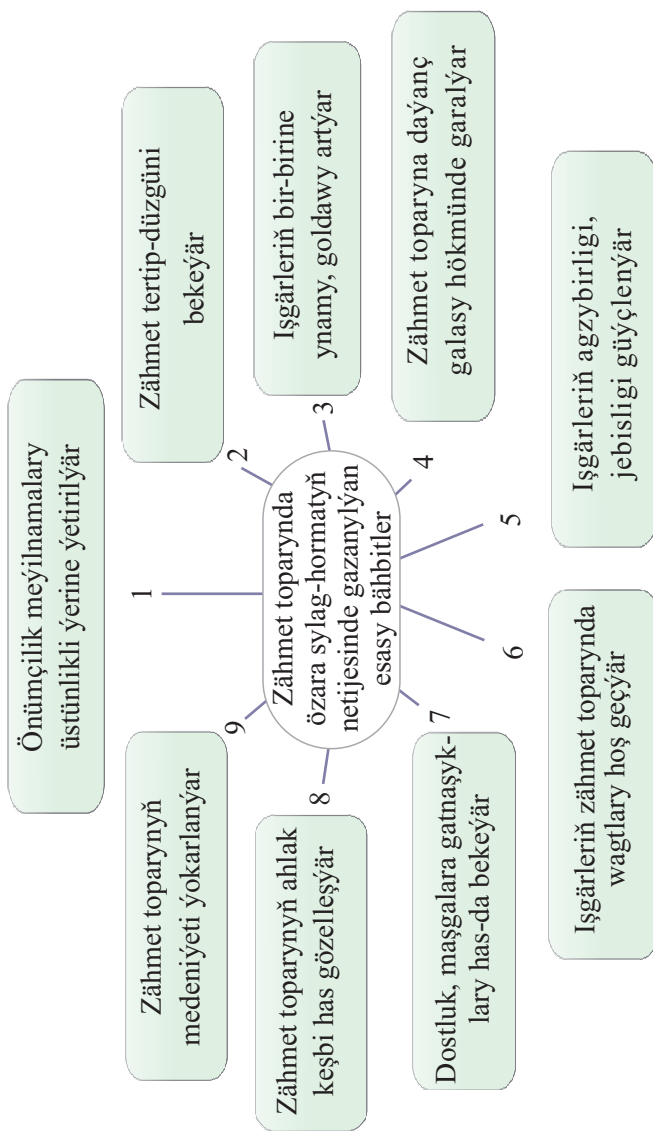 Zähmet toparynda
özara sylag-hormatyň
netijesinde gazanylýan
esasy bähbitler
1
Önümçilik meýilnamalary
üstünlikli ýerine ýetirilýär
2
Zähmet tertip-düzgüni
bekeýär
3
Işgärleriň bir-birine
ynamy, goldawy artýar
4
Zähmet toparyna daýanç
galasy hökmünde garalýar
5
Işgärleriň agzybirligi,
jebisligi güýçlenýär
6
Işgärleriň zähmet toparynda
wagtlary hoş geçýär
7
Dostluk, maşgalara gatnaşyk-
lary has-da bekeýär
8
Zähmet toparynyň ahlak
keşbi has gözelleşýär
9
Zähmet toparynyň
medeniýeti ýokarlanýar